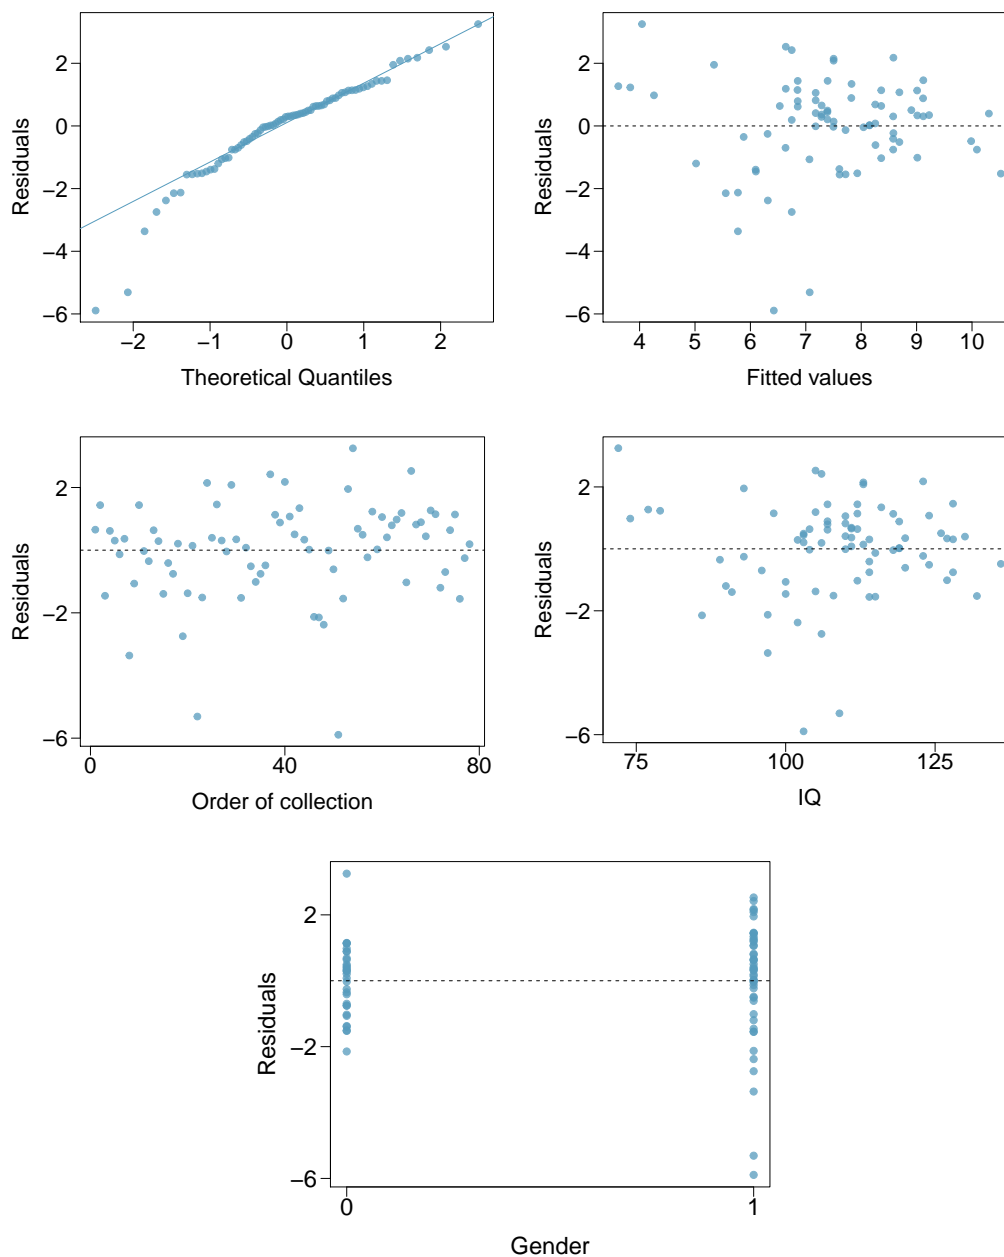 Residuals
2
0
−2
−4
−6
−2 −1 0 1 2
Theoretical Quantiles
Residuals
2
0
−2
−4
−6
4 5 6 7 8 9 10
Fitted values
Residuals
2
−2
−6
0 40 80
Order of collection
Residuals
2
−2
−6
75 100 125
IQ
Residuals
2
−2
−6
0 1
Gender